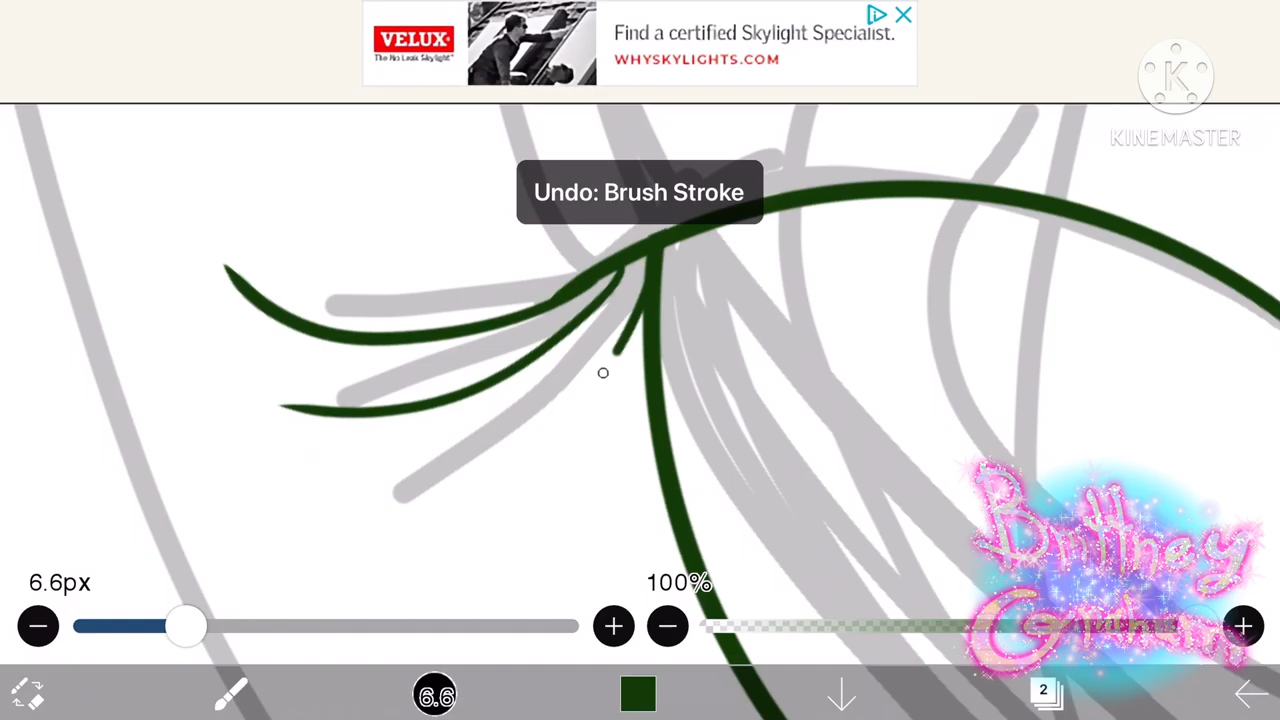 VELUX
The No Leak Skylight
Find a certified Skylight Specialist.
WHYSKYLIGHTS.COM
K
KINEMASTER
Undo: Brush Stroke
6.6px
100%
Brittney
6.6
2